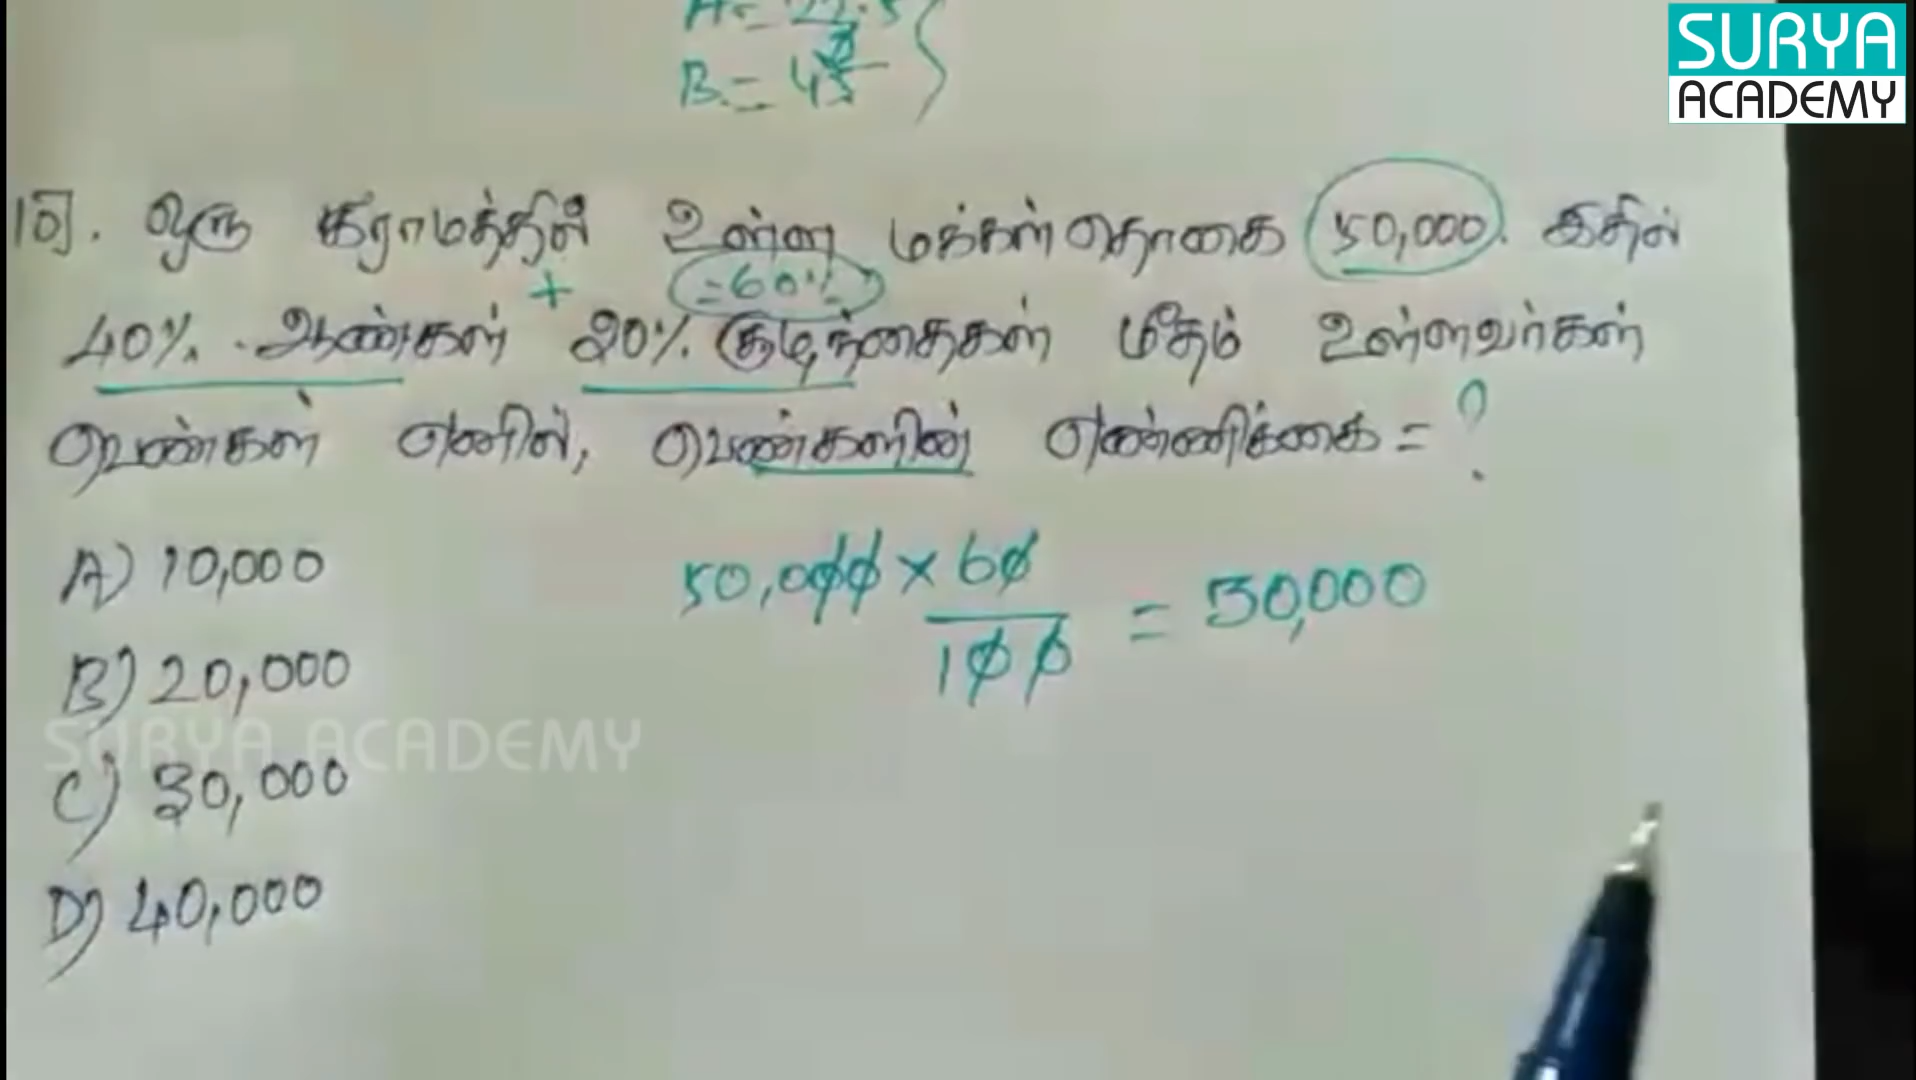 SURYA
ACADEMY
B = 45
15]. ஒரு கிராமத்தில் உள்ள மக்கள்தொகை 50,000. இதில்
+ =60%
40%. ஆண்கள் 20%. குழந்தைகள் மீதம் உள்ளவர்கள்
பெண்கள் எனில், பெண்களின் எண்ணிக்கை = ?
A) 10,000
50,000 × 60
100
= 30,000
B) 20,000
SURYA ACADEMY
C) 30,000
D) 40,000